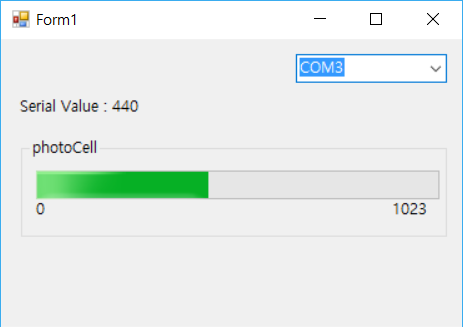 Form1
COM3
Serial Value : 440
photoCell
0 1023